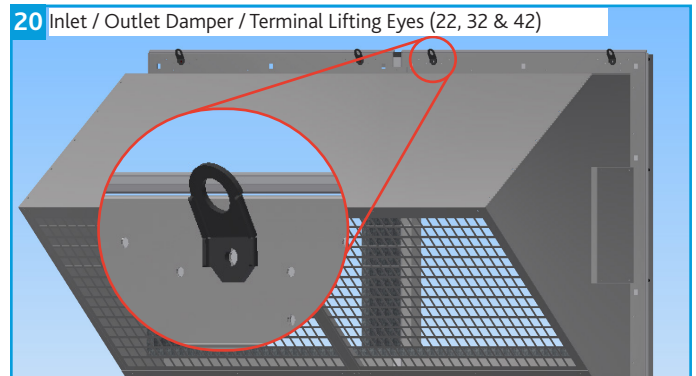 20 Inlet / Outlet Damper / Terminal Lifting Eyes (22, 32 & 42)